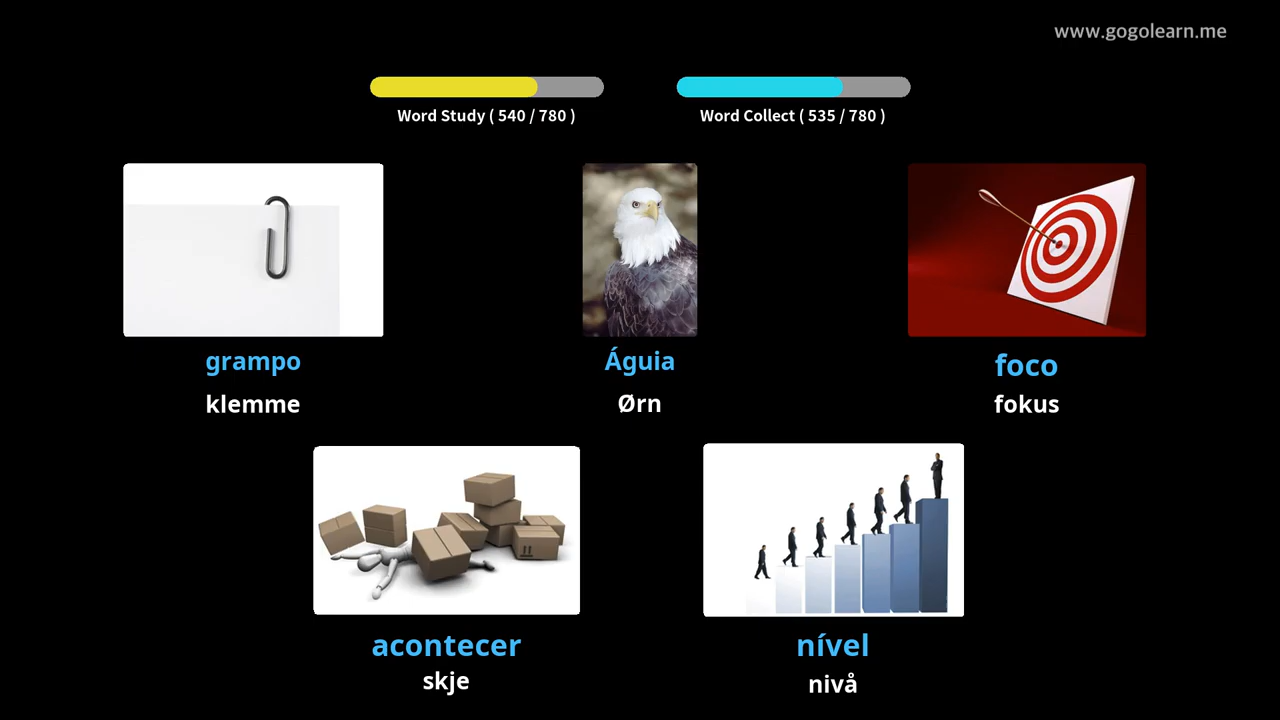 www.gogolearn.me
Word Study ( 540 / 780 )
Word Collect ( 535 / 780 )
grampo
klemme
Águia
Ørn
foco
fokus
acontecer
skje
nível
nivå